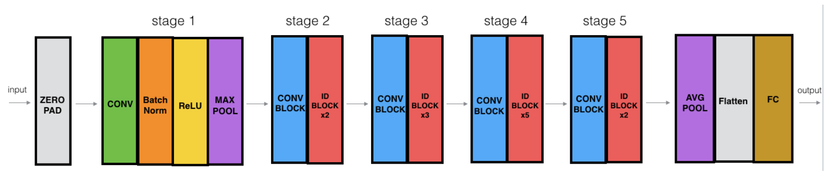 stage 1
stage 2
stage 3
stage 4
stage 5
input
ZERO
PAD
CONV
Batch
Norm
ReLU
MAX
POOL
CONV
BLOCK
ID
BLOCK
x2
CONV
BLOCK
ID
BLOCK
x3
CONV
BLOCK
ID
BLOCK
x5
CONV
BLOCK
ID
BLOCK
x2
AVG
POOL
Flatten
FC
output